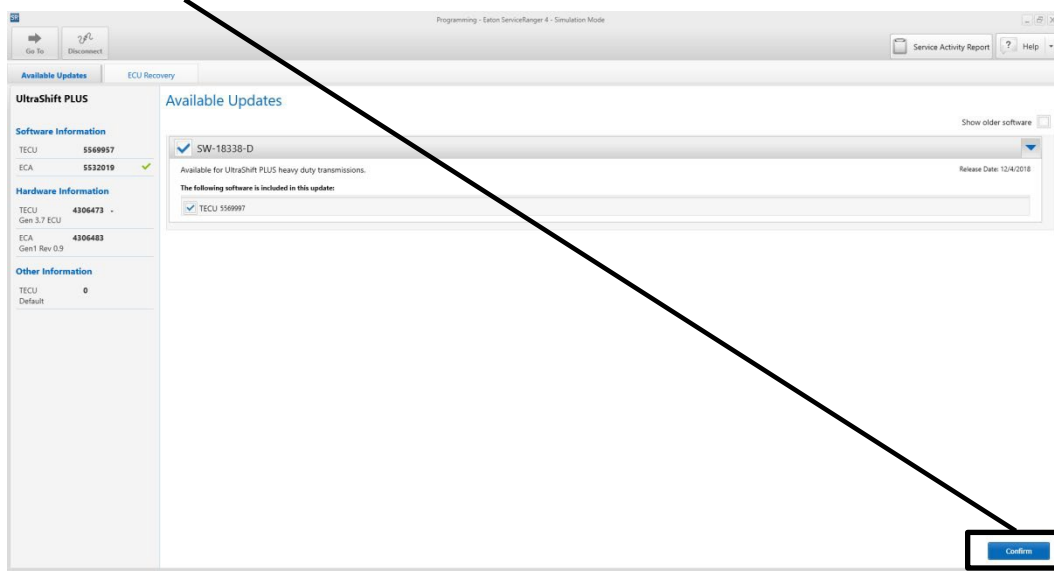 SR
Programming - Eaton ServiceRanger 4 - Simulation Mode
Go To Disconnect
Service Activity Report ? Help
Available Updates ECU Recovery
UltraShift PLUS
Available Updates
Show older software
Software Information
TECU 5569957
SW-18338-D
ECA 5532019
Available for UltraShift PLUS heavy duty transmissions.
Release Date: 12/4/2018
Hardware Information
The following software is included in this update:
TECU 4306473 -
Gen 3.7 ECU
TECU 5569997
ECA 4306483
Gen1 Rev 0.9
Other Information
TECU 0
Default
Confirm